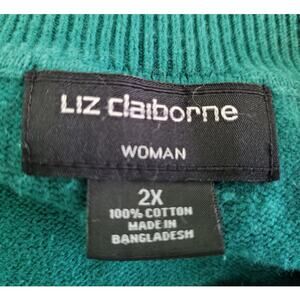 LIZ Claiborne
WOMAN
2X
100% COTTON
MADE IN
BANGLADESH